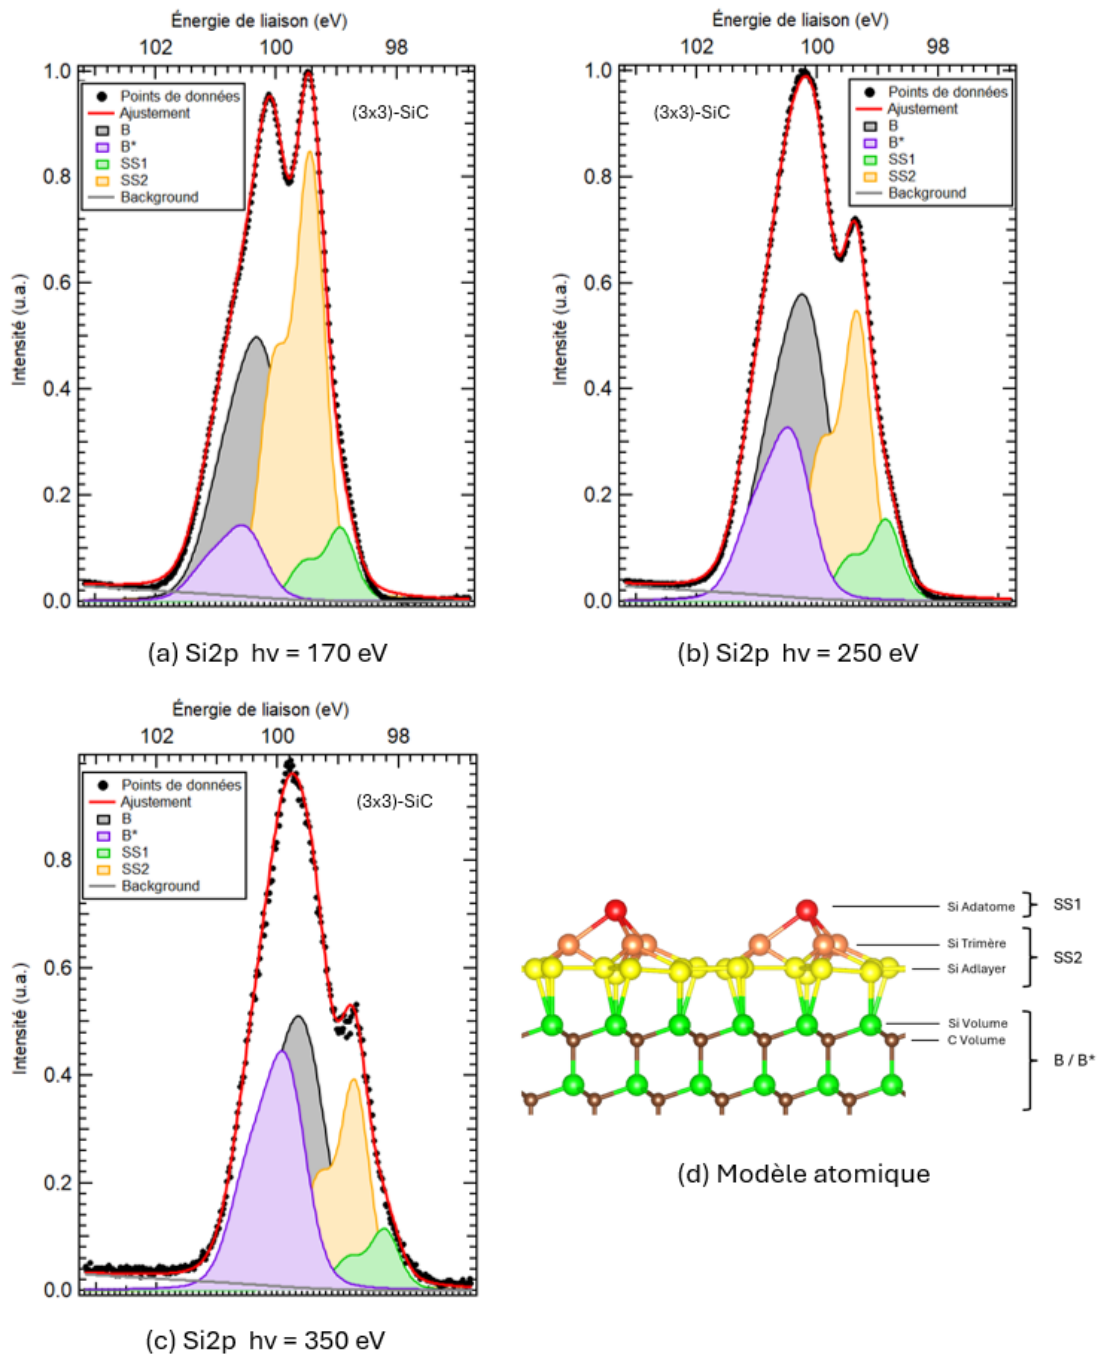 Énergie de liaison (eV)
102 100 98
1.0
0.8
0.6
0.4
0.2
0.0
Intensité (u.a.)
Points de données
Ajustement
B
B*
SS1
SS2
Background
(3x3)-SiC
(a) Si2p hν = 170 eV
Énergie de liaison (eV)
102 100 98
1.0
0.8
0.6
0.4
0.2
0.0
Intensité (u.a.)
(3x3)-SiC
Points de données
Ajustement
B
B*
SS1
SS2
Background
(b) Si2p hν = 250 eV
Énergie de liaison (eV)
102 100 98
0.8
0.6
0.4
0.2
0.0
Intensité (u.a.)
Points de données
Ajustement
B
B*
SS1
SS2
Background
(3x3)-SiC
(c) Si2p hν = 350 eV
Si Adatome SS1
Si Trimère
SS2
Si Adlayer
Si Volume
C Volume
B / B*
(d) Modèle atomique